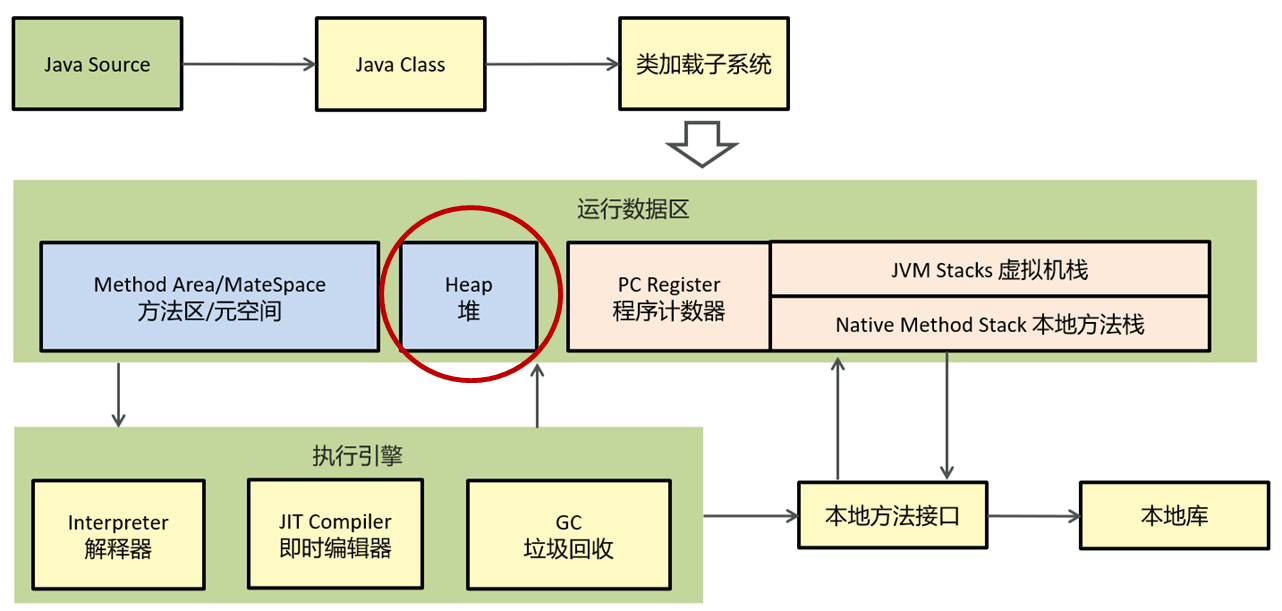 Java Source
Java Class
类加载子系统
运行数据区
Method Area/MateSpace
方法区/元空间
Heap
堆
PC Register
程序计数器
JVM Stacks 虚拟机栈
Native Method Stack 本地方法栈
执行引擎
Interpreter
解释器
JIT Compiler
即时编辑器
GC
垃圾回收
本地方法接口
本地库